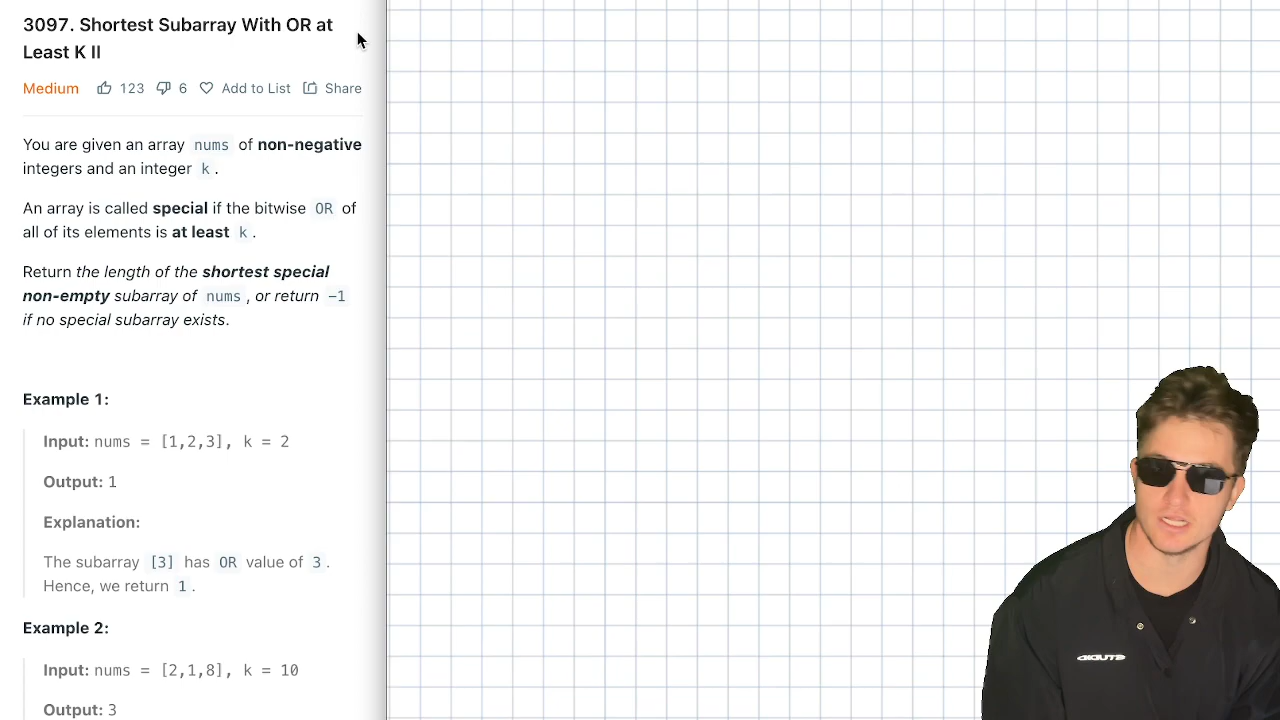 3097. Shortest Subarray With OR at
Least K II
Medium 123 6 Add to List Share
You are given an array nums of non-negative
integers and an integer k.
An array is called special if the bitwise OR of
all of its elements is at least k.
Return the length of the shortest special
non-empty subarray of nums, or return -1
if no special subarray exists.
Example 1:
Input: nums = [1,2,3], k = 2
Output: 1
Explanation:
The subarray [3] has OR value of 3.
Hence, we return 1.
Example 2:
Input: nums = [2,1,8], k = 10
Output: 3